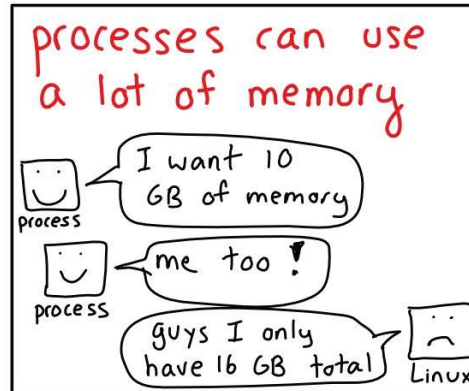 processes can use
a lot of memory
I want 10
GB of memory
process
me too!
process
guys I only
have 16 GB total
Linux